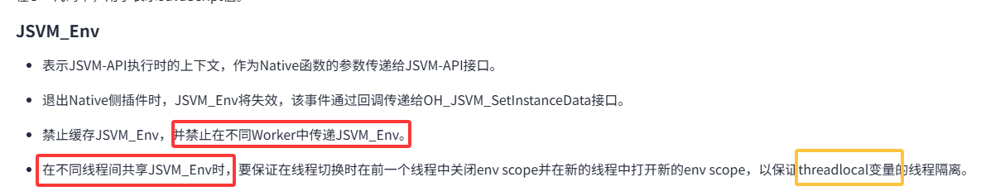 JSVM_Env
• 表示JSVM-API执行时的上下文，作为Native函数的参数传递给JSVM-API接口。
• 退出Native侧插件时，JSVM_Env将失效，该事件通过回调传递给OH_JSVM_SetInstanceData接口。
• 禁止缓存JSVM_Env，并禁止在不同Worker中传递JSVM_Env。
• 在不同线程间共享JSVM_Env时，要保证在线程切换时在前一个线程中关闭env scope并在新的线程中打开新的env scope，以保证threadlocal变量的线程隔离。